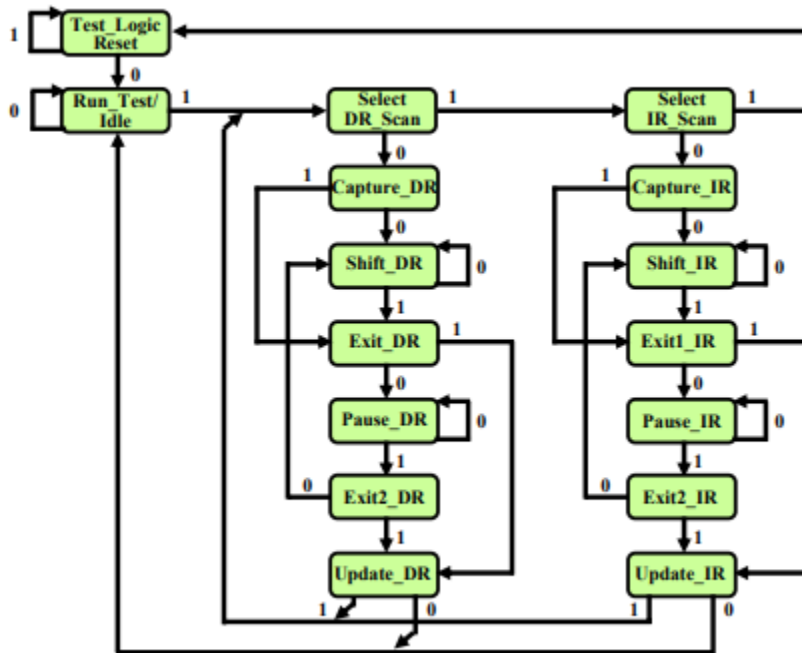 Test_Logic
Reset
1
0
Run_Test/
Idle
0
1
Select
DR_Scan
1
Select
IR_Scan
1
0
0
1
Capture_DR
1
Capture_IR
0
0
Shift_DR
0
Shift_IR
0
1
1
Exit_DR
1
Exit1_IR
1
0
0
Pause_DR
0
Pause_IR
0
1
1
0
Exit2_DR
0
Exit2_IR
1
1
Update_DR
Update_IR
1
0
1
0